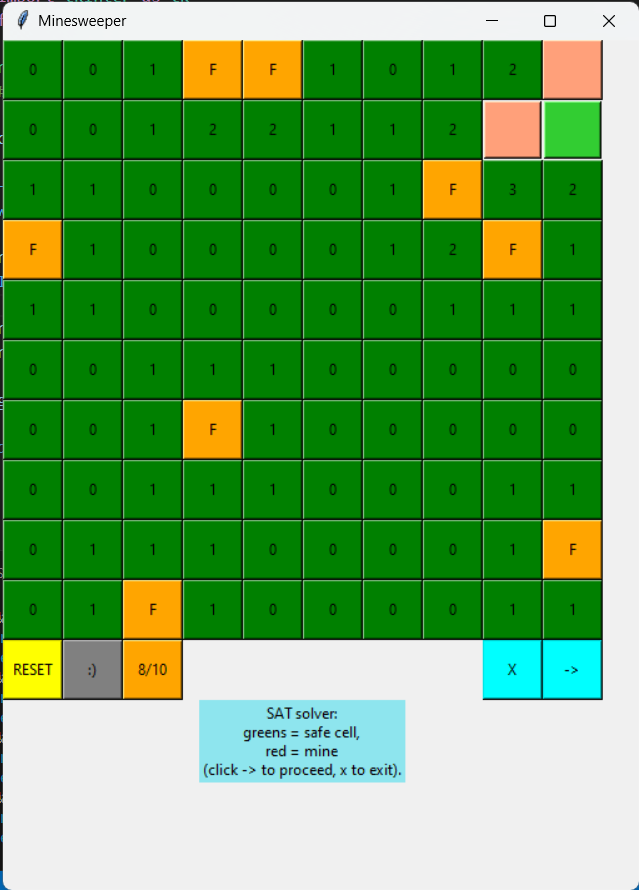 Minesweeper
0 0 1 F F 1 0 1 2
0 0 1 2 2 1 1 2
1 1 0 0 0 0 1 F 3 2
F 1 0 0 0 0 1 2 F 1
1 1 0 0 0 0 0 1 1 1
0 0 1 1 1 0 0 0 0 0
0 0 1 F 1 0 0 0 0 0
0 0 1 1 1 0 0 0 1 1
0 1 1 1 0 0 0 0 1 F
0 1 F 1 0 0 0 0 1 1
RESET :) 8/10 X ->
SAT solver:
greens = safe cell,
red = mine
(click -> to proceed, x to exit).